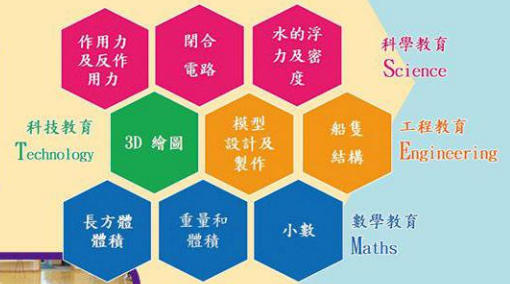 作用力
及反作
用力
閉合
電路
水的浮
力及密
度
科學教育
Science
科技教育
Technology
3D 繪圖
模型
設計及
製作
船隻
結構
工程教育
Engineering
長方體
體積
重量和
體積
小數
數學教育
Maths